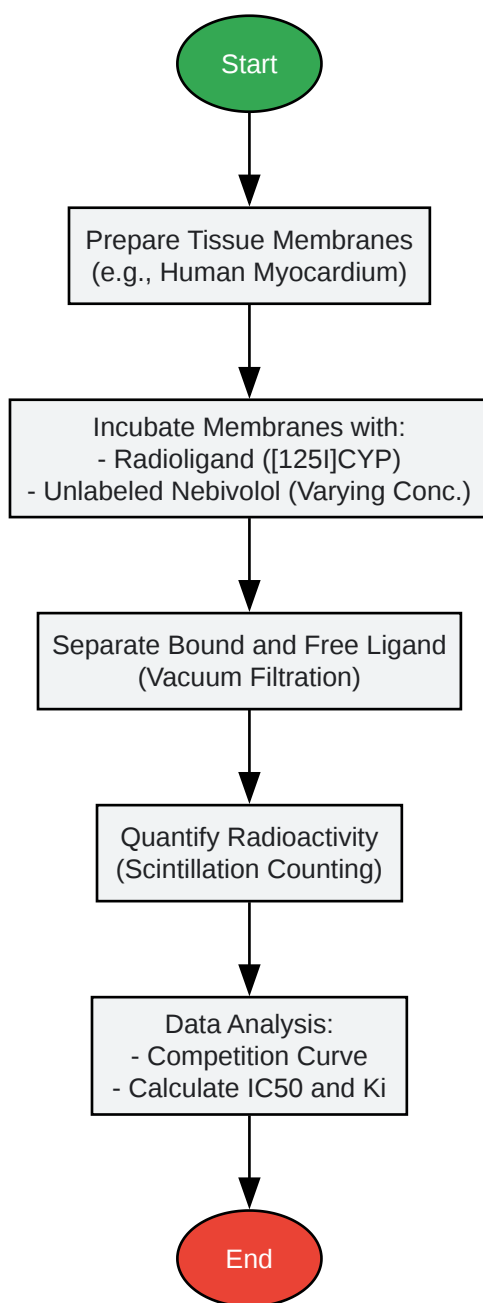 Start
Prepare Tissue Membranes
(e.g., Human Myocardium)
Incubate Membranes with:
- Radioligand ([125I]CYP)
- Unlabeled Nebivolol (Varying Conc.)
Separate Bound and Free Ligand
(Vacuum Filtration)
Quantify Radioactivity
(Scintillation Counting)
Data Analysis:
- Competition Curve
- Calculate IC50 and Ki
End